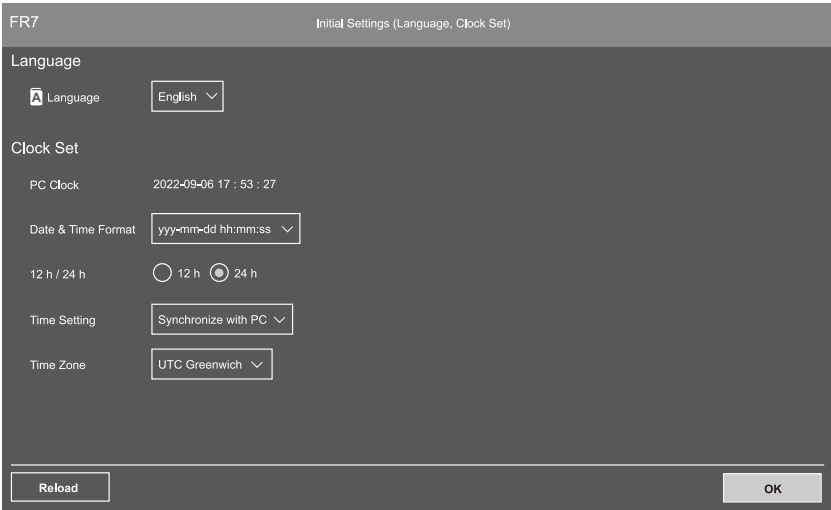 FR7 Initial Settings (Language, Clock Set)
Language
A Language English
Clock Set
PC Clock 2022-09-06 17 : 53 : 27
Date & Time Format yyy-mm-dd hh:mm:ss
12 h / 24 h 12 h 24 h
Time Setting Synchronize with PC
Time Zone UTC Greenwich
Reload OK